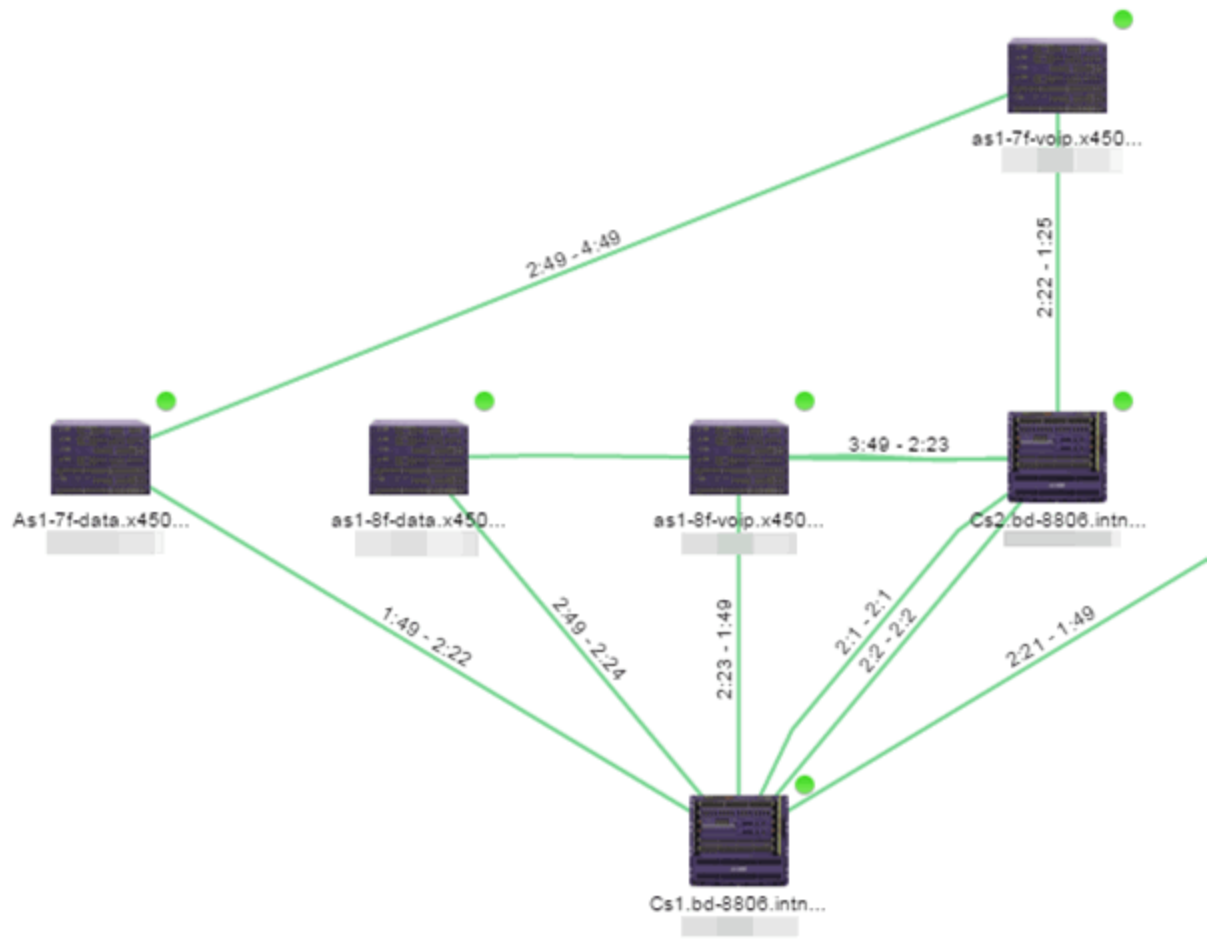 as1-7f-voip.x450...
2:49 - 4:49
2:22 - 1:25
3:49 - 2:23
As1-7f-data.x450...
as1-8f-data.x450...
as1-8f-voip.x450...
Cs2.bd-8806.intn...
1:49 - 2:22
2:49 - 2:24
2:23 - 1:49
2:1 - 2:1
2:2 - 2:2
2:21 - 1:49
Cs1.bd-8806.intn...